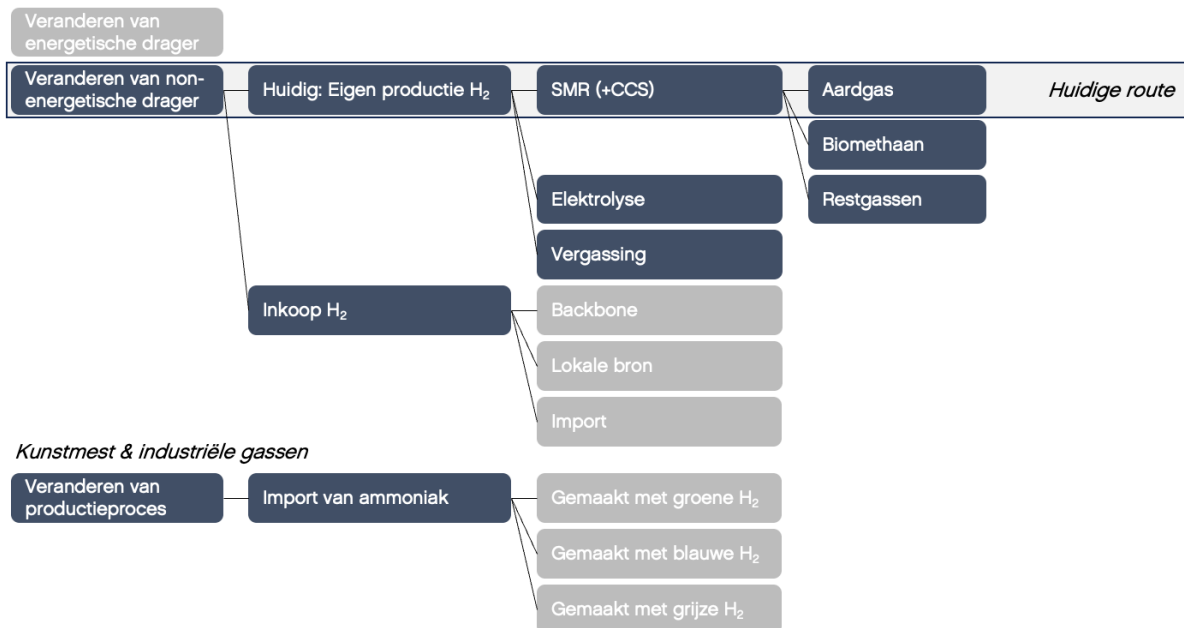 Veranderen van
energetische drager
Veranderen van non-
energetische drager
Huidig: Eigen productie H₂
SMR (+CCS)
Aardgas
Huidige route
Biomethaan
Elektrolyse
Restgassen
Vergassing
Inkoop H₂
Backbone
Lokale bron
Import
Kunstmest & industriële gassen
Veranderen van
productieproces
Import van ammoniak
Gemaakt met groene H₂
Gemaakt met blauwe H₂
Gemaakt met grijze H₂